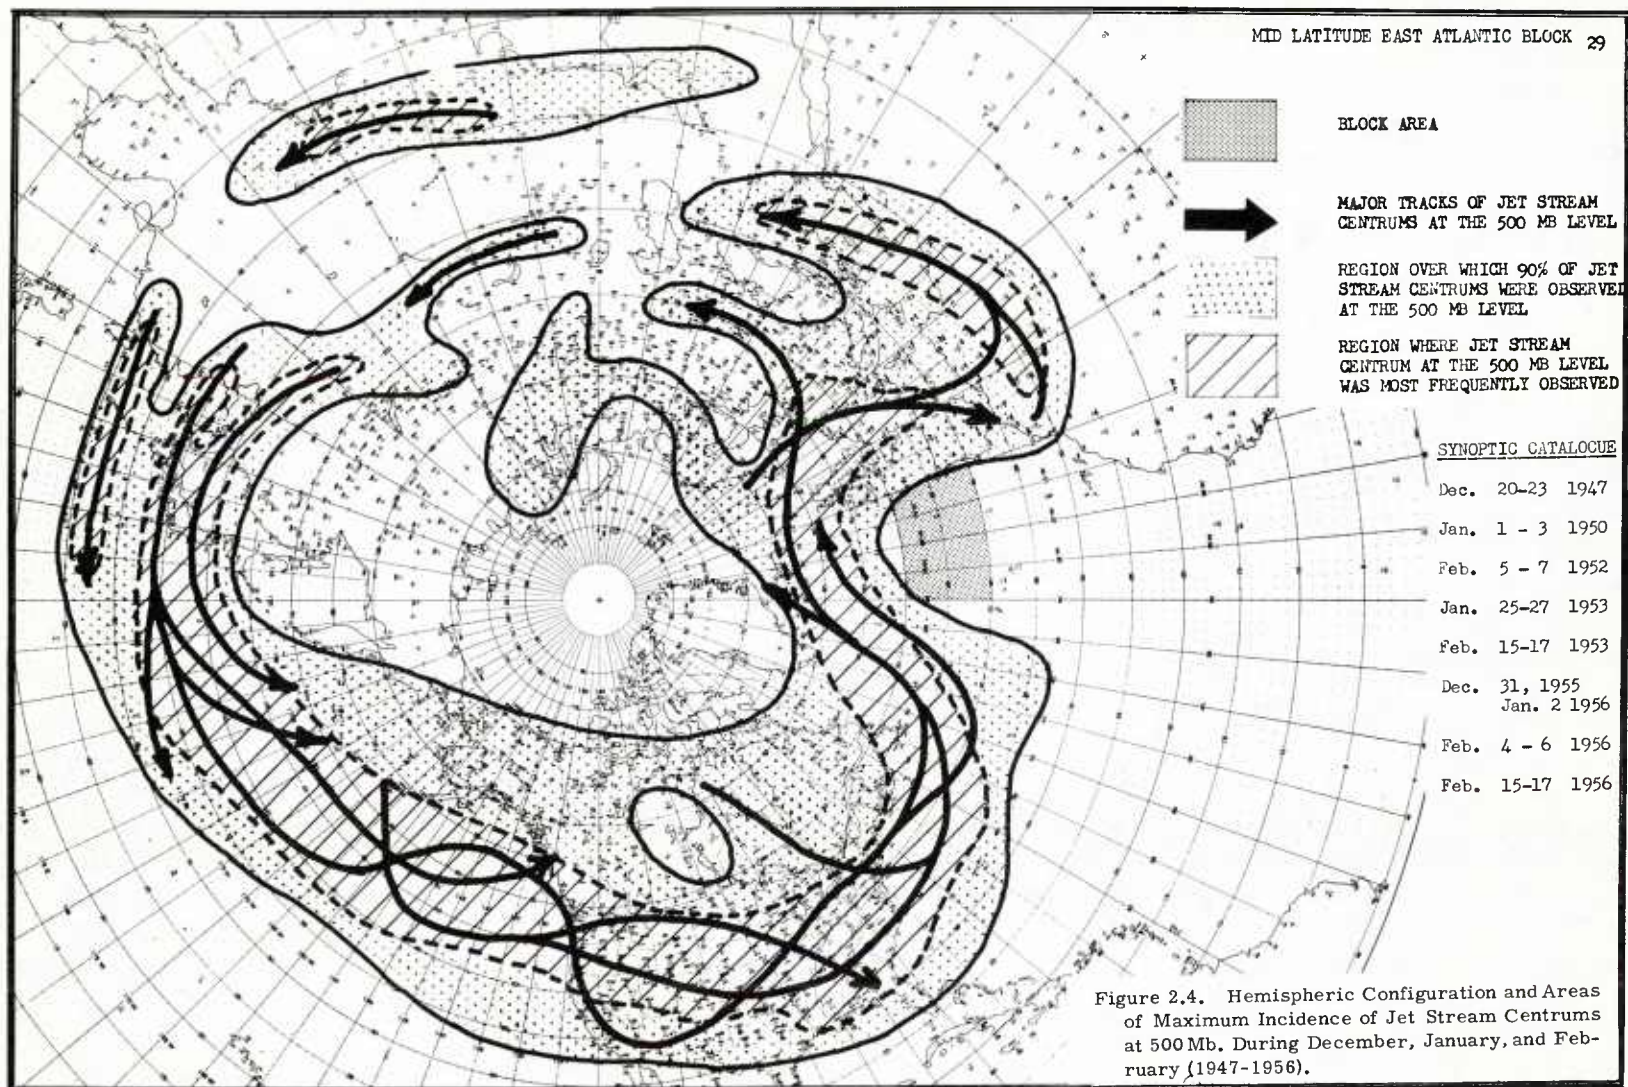 MID LATITUDE EAST ATLANTIC BLOCK 29
BLOCK AREA
MAJOR TRACKS OF JET STREAM
CENTRUMS AT THE 500 MB LEVEL
REGION OVER WHICH 90% OF JET
STREAM CENTRUMS WERE OBSERVED
AT THE 500 MB LEVEL
REGION WHERE JET STREAM
CENTRUM AT THE 500 MB LEVEL
WAS MOST FREQUENTLY OBSERVED
SYNOPTIC CATALOGUE
Dec. 20-23 1947
Jan. 1 - 3 1950
Feb. 5 - 7 1952
Jan. 25-27 1953
Feb. 15-17 1953
Dec. 31, 1955
Jan. 2 1956
Feb. 4 - 6 1956
Feb. 15-17 1956
Figure 2.4. Hemispheric Configuration and Areas
of Maximum Incidence of Jet Stream Centrums
at 500 Mb. During December, January, and Feb-
ruary (1947-1956).